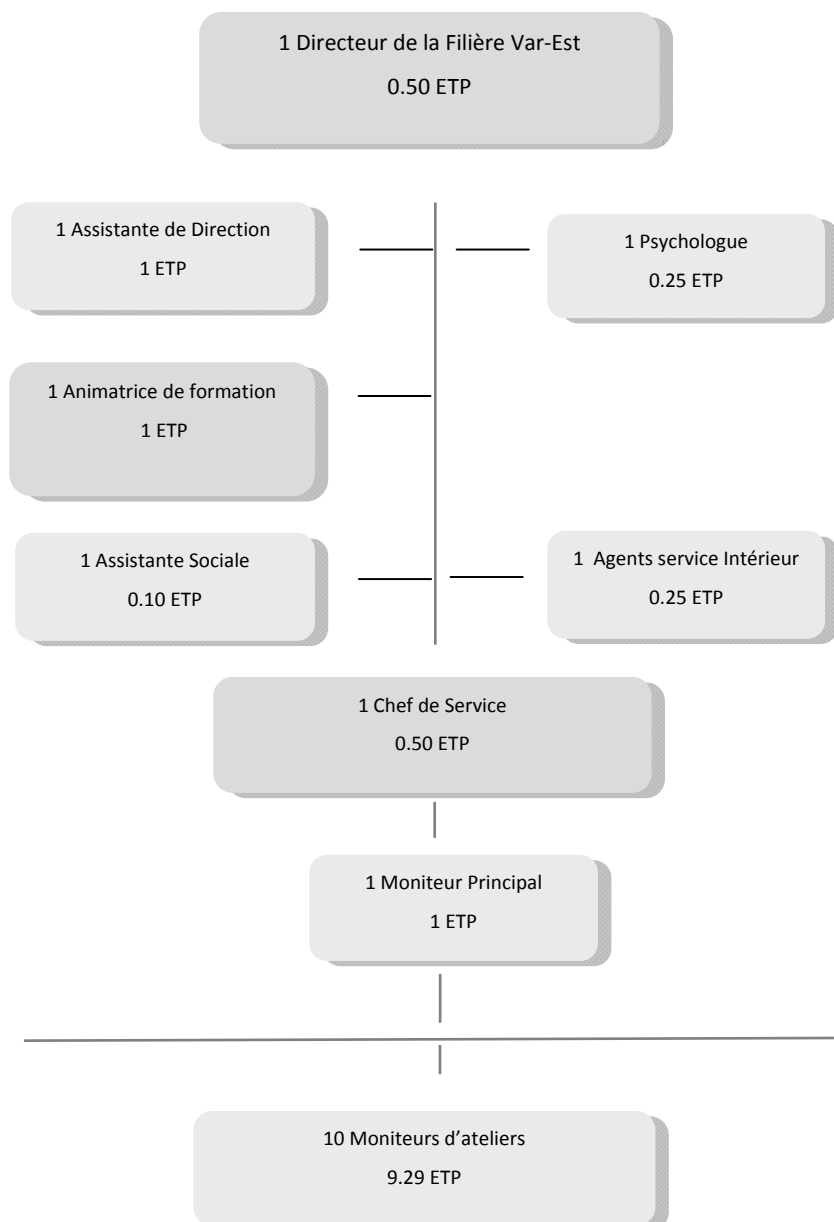 1 Directeur de la Filière Var-Est
0.50 ETP
1 Assistante de Direction
1 ETP
1 Psychologue
0.25 ETP
1 Animatrice de formation
1 ETP
1 Assistante Sociale
0.10 ETP
1 Agents service Intérieur
0.25 ETP
1 Chef de Service
0.50 ETP
1 Moniteur Principal
1 ETP
10 Moniteurs d’ateliers
9.29 ETP